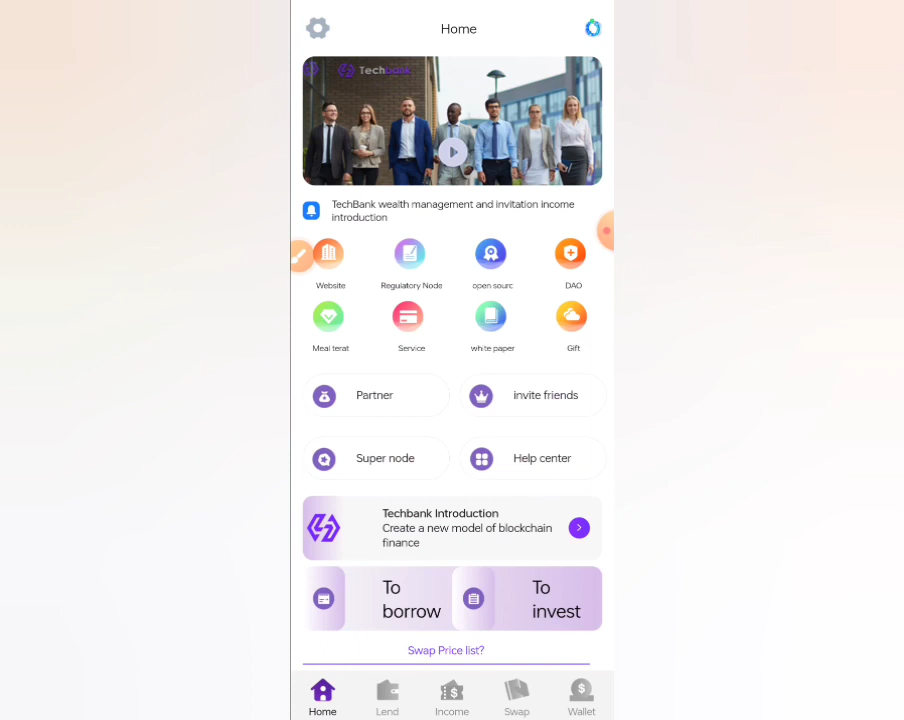 Home
Techbank
TechBank wealth management and invitation income
introduction
Website
Regulatory Node
open sourc
DAO
Meai terat
Service
white paper
Gift
Partner
invite friends
Super node
Help center
Techbank Introduction
Create a new model of blockchain
finance
To
borrow
To
invest
Swap Price list?
Home
Lend
Income
Swap
Wallet